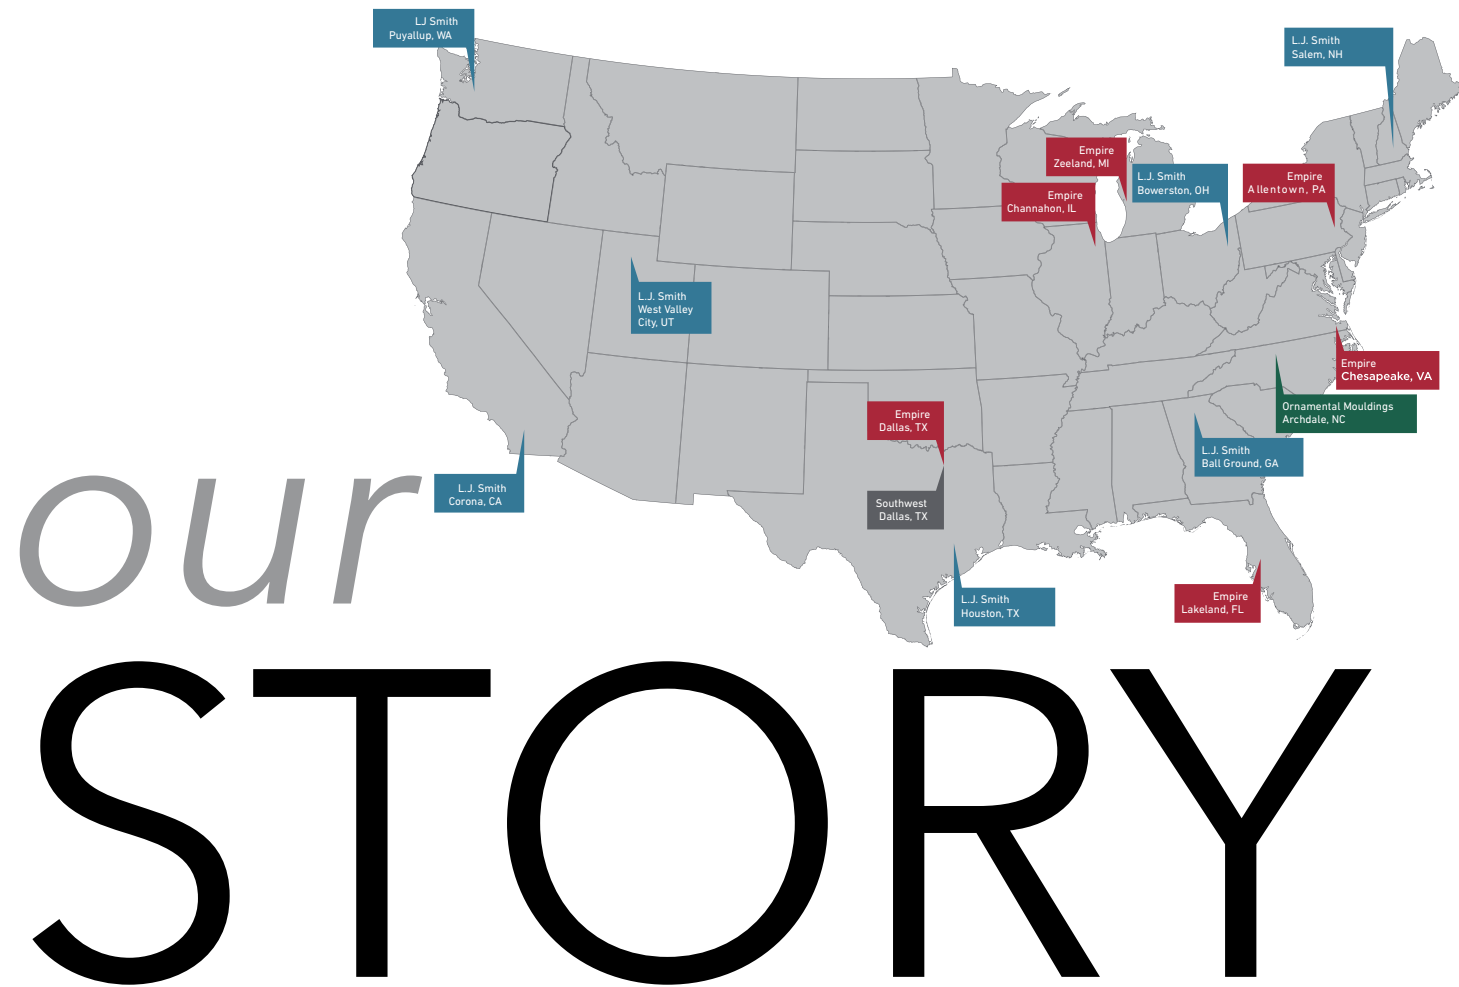 L.J Smith
Puyallup, WA
L.J. Smith
Salem, NH
Empire
Zeeland, MI
L.J. Smith
Bowerston, OH
Empire
Allentown, PA
Empire
Channahon, IL
L.J. Smith
West Valley
City, UT
Empire
Chesapeake, VA
Ornamental Mouldings
Archdale, NC
Empire
Dallas, TX
L.J. Smith
Ball Ground, GA
L.J. Smith
Corona, CA
Southwest
Dallas, TX
L.J. Smith
Houston, TX
Empire
Lakeland, FL
our
STORY